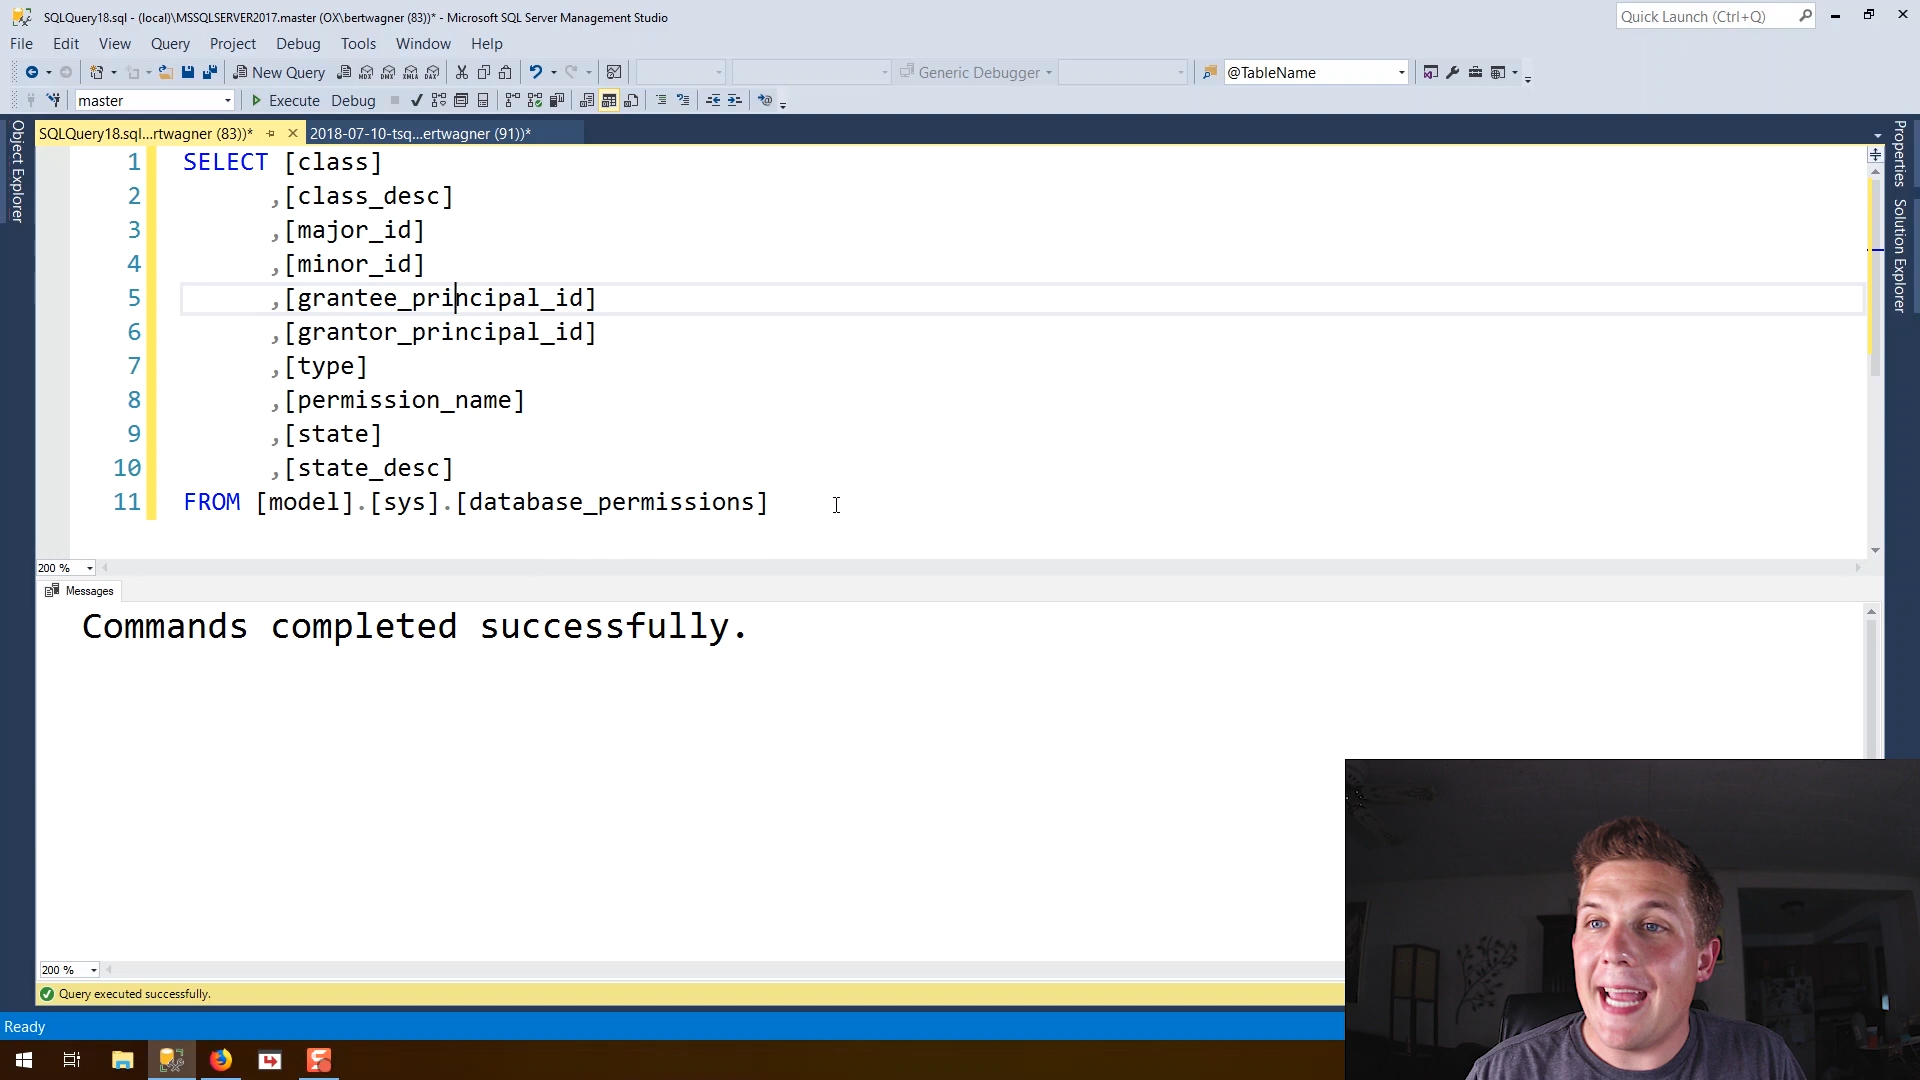 SQLQuery18.sql - (local)\MSSQLSERVER2017.master (OX\bertwagner (83))* - Microsoft SQL Server Management Studio
Quick Launch (Ctrl+Q)
File Edit View Query Project Debug Tools Window Help
New Query
MDX DMX XMLA DAX
Generic Debugger
@TableName
master
Execute Debug
SQLQuery18.sql...rtwagner (83))*
2018-07-10-tsq...ertwagner (91))*
Object Explorer
Properties
Solution Explorer
1 SELECT [class]
2 ,[class_desc]
3 ,[major_id]
4 ,[minor_id]
5 ,[grantee_principal_id]
6 ,[grantor_principal_id]
7 ,[type]
8 ,[permission_name]
9 ,[state]
10 ,[state_desc]
11 FROM [model].[sys].[database_permissions]
200 %
Messages
Commands completed successfully.
200 %
Query executed successfully.
Ready